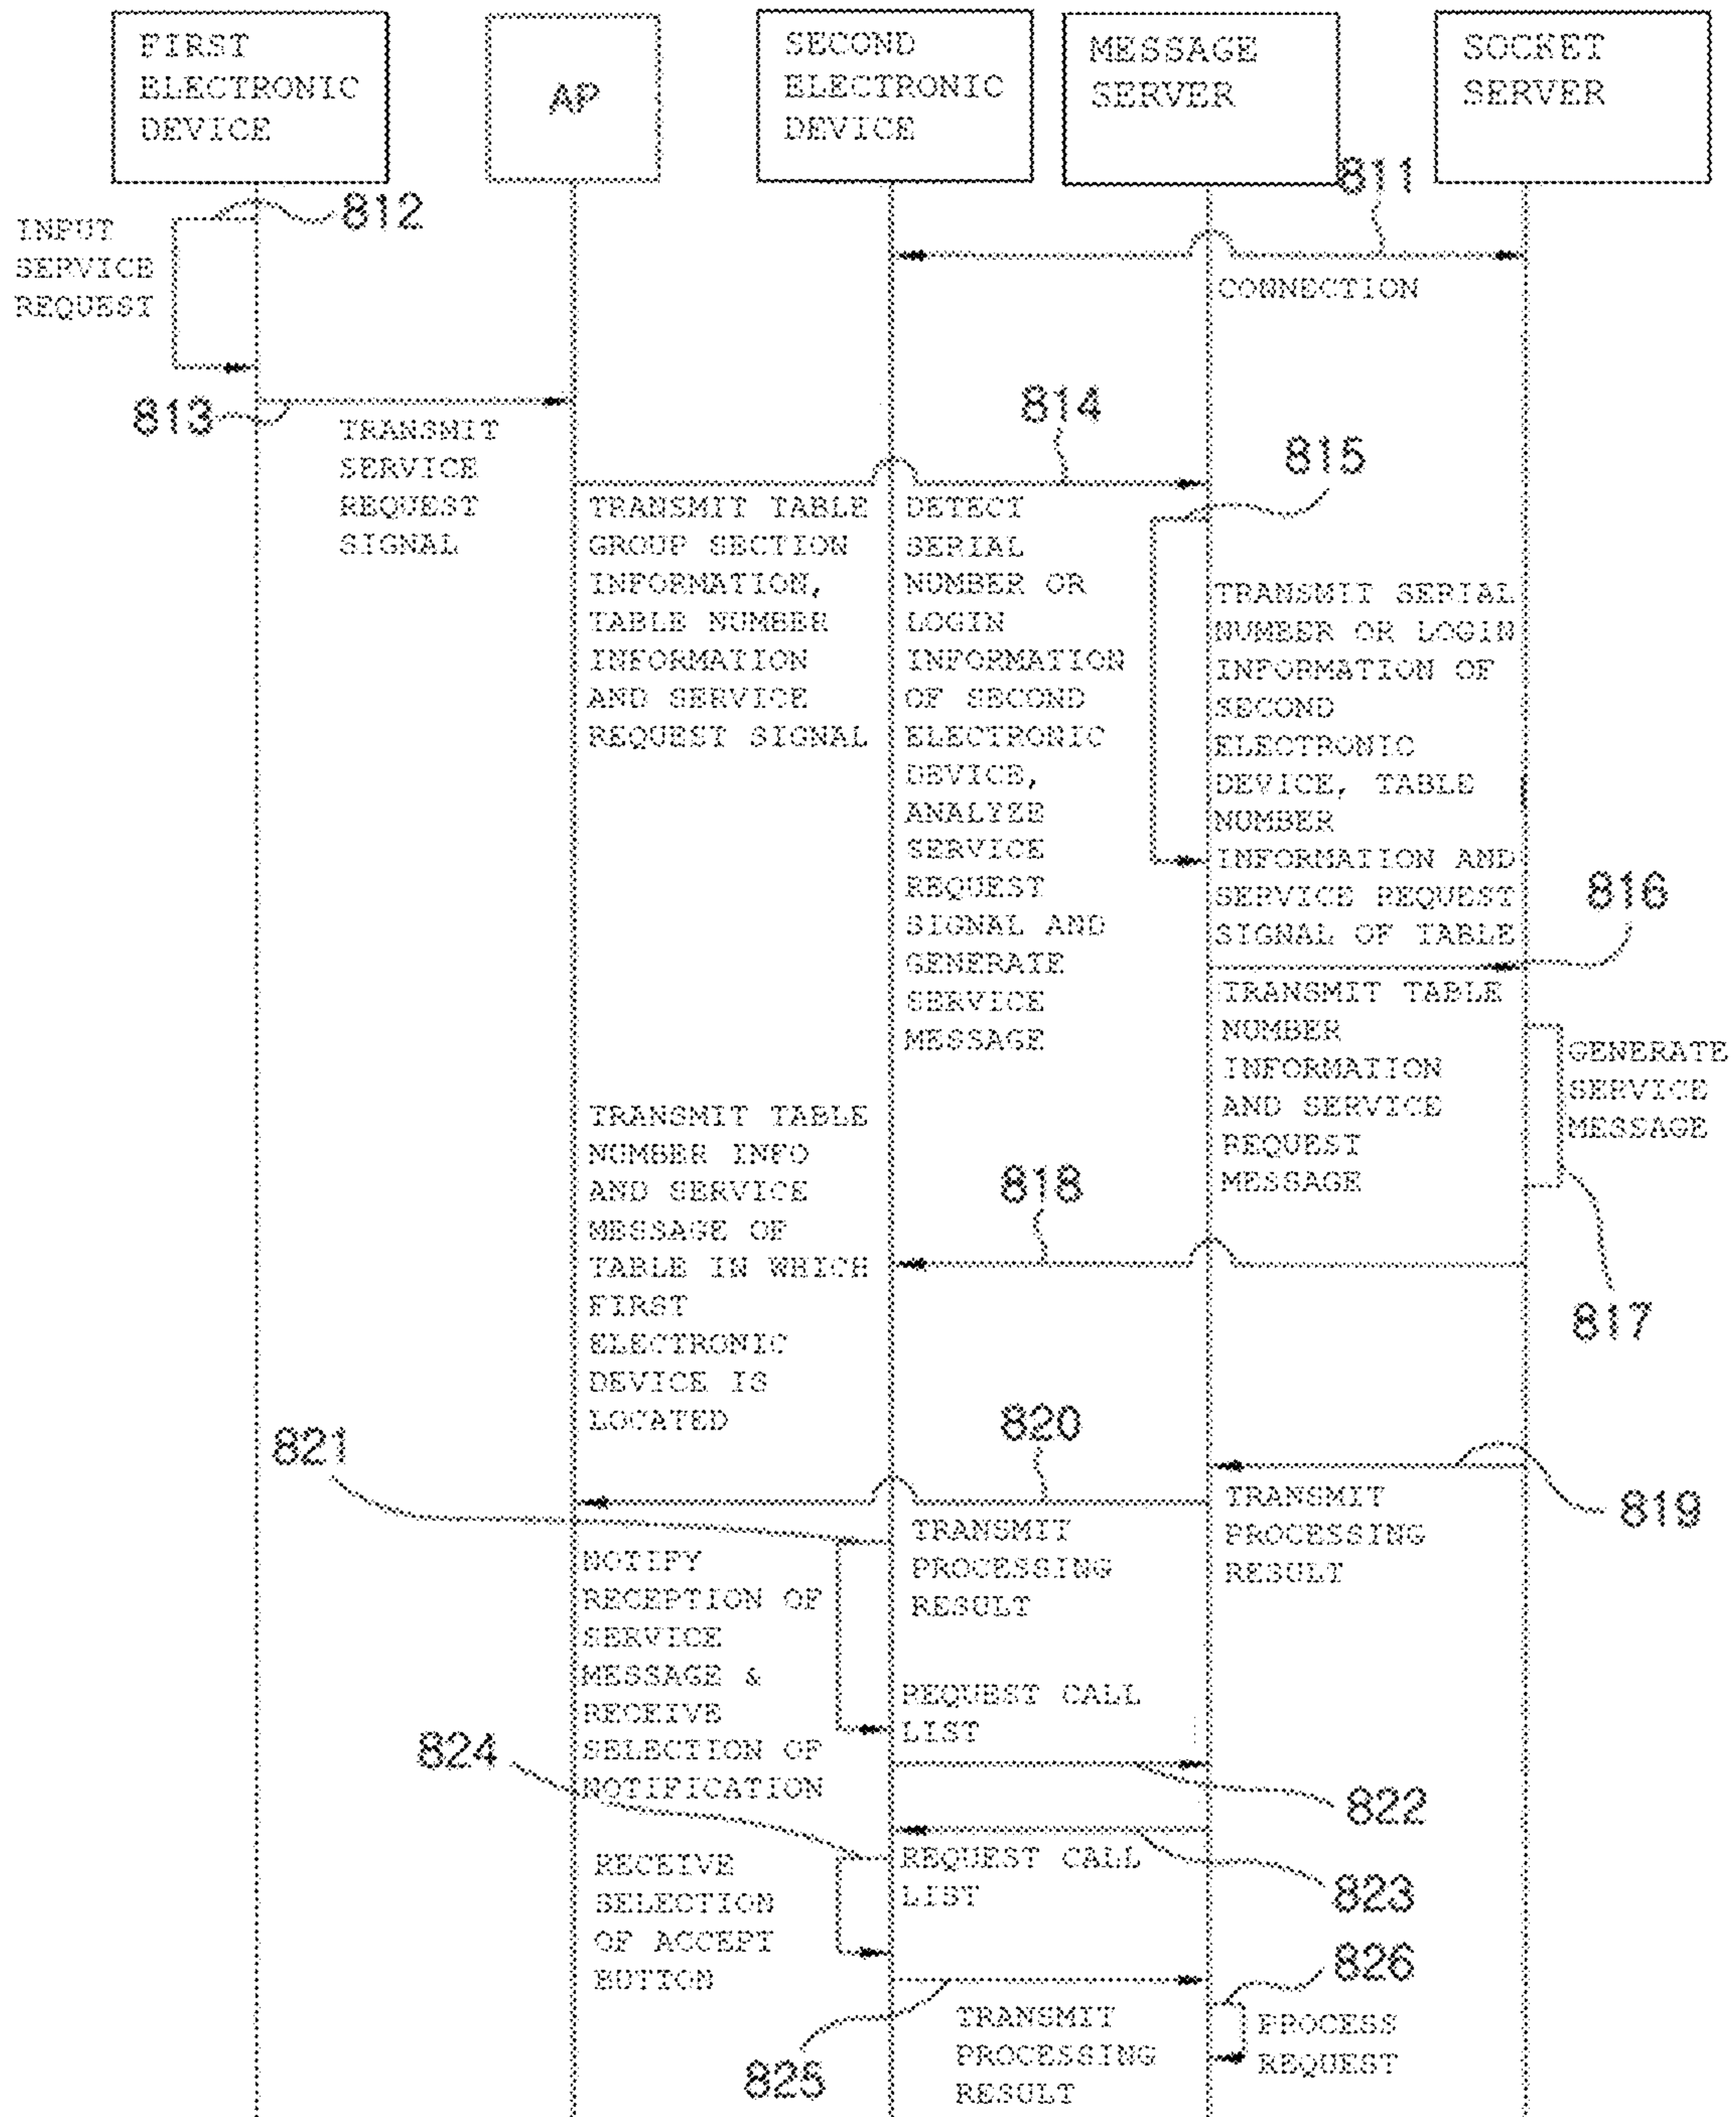 FIRST
ELECTRONIC
DEVICE
AP
SECOND
ELECTRONIC
DEVICE
MESSAGE
SERVER
SOCKET
SERVER
811
812
INPUT
SERVICE
REQUEST
CONNECTION
813
TRANSMIT
SERVICE
REQUEST
SIGNAL
814
815
TRANSMIT TABLE
GROUP SECTION
INFORMATION,
TABLE NUMBER
INFORMATION
AND SERVICE
REQUEST SIGNAL
DETECT
SERIAL
NUMBER OR
LOGIN
INFORMATION
OF SECOND
ELECTRONIC
DEVICE,
ANALYZE
SERVICE
REQUEST
SIGNAL AND
GENERATE
SERVICE
MESSAGE
TRANSMIT SERIAL
NUMBER OR LOGIN
INFORMATION OF
SECOND
ELECTRONIC
DEVICE, TABLE
NUMBER
INFORMATION AND
SERVICE REQUEST
SIGNAL OF TABLE
816
TRANSMIT TABLE
NUMBER
INFORMATION
AND SERVICE
REQUEST
MESSAGE
GENERATE
SERVICE
MESSAGE
817
818
TRANSMIT TABLE
NUMBER INFO
AND SERVICE
MESSAGE OF
TABLE IN WHICH
FIRST
ELECTRONIC
DEVICE IS
LOCATED
819
TRANSMIT
PROCESSING
RESULT
820
TRANSMIT
PROCESSING
RESULT
821
NOTIFY
RECEPTION OF
SERVICE
MESSAGE &
RECEIVE
SELECTION OF
NOTIFICATION
REQUEST CALL
LIST
822
823
REQUEST CALL
LIST
824
RECEIVE
SELECTION
OF ACCEPT
BUTTON
825
TRANSMIT
PROCESSING
RESULT
826
PROCESS
REQUEST